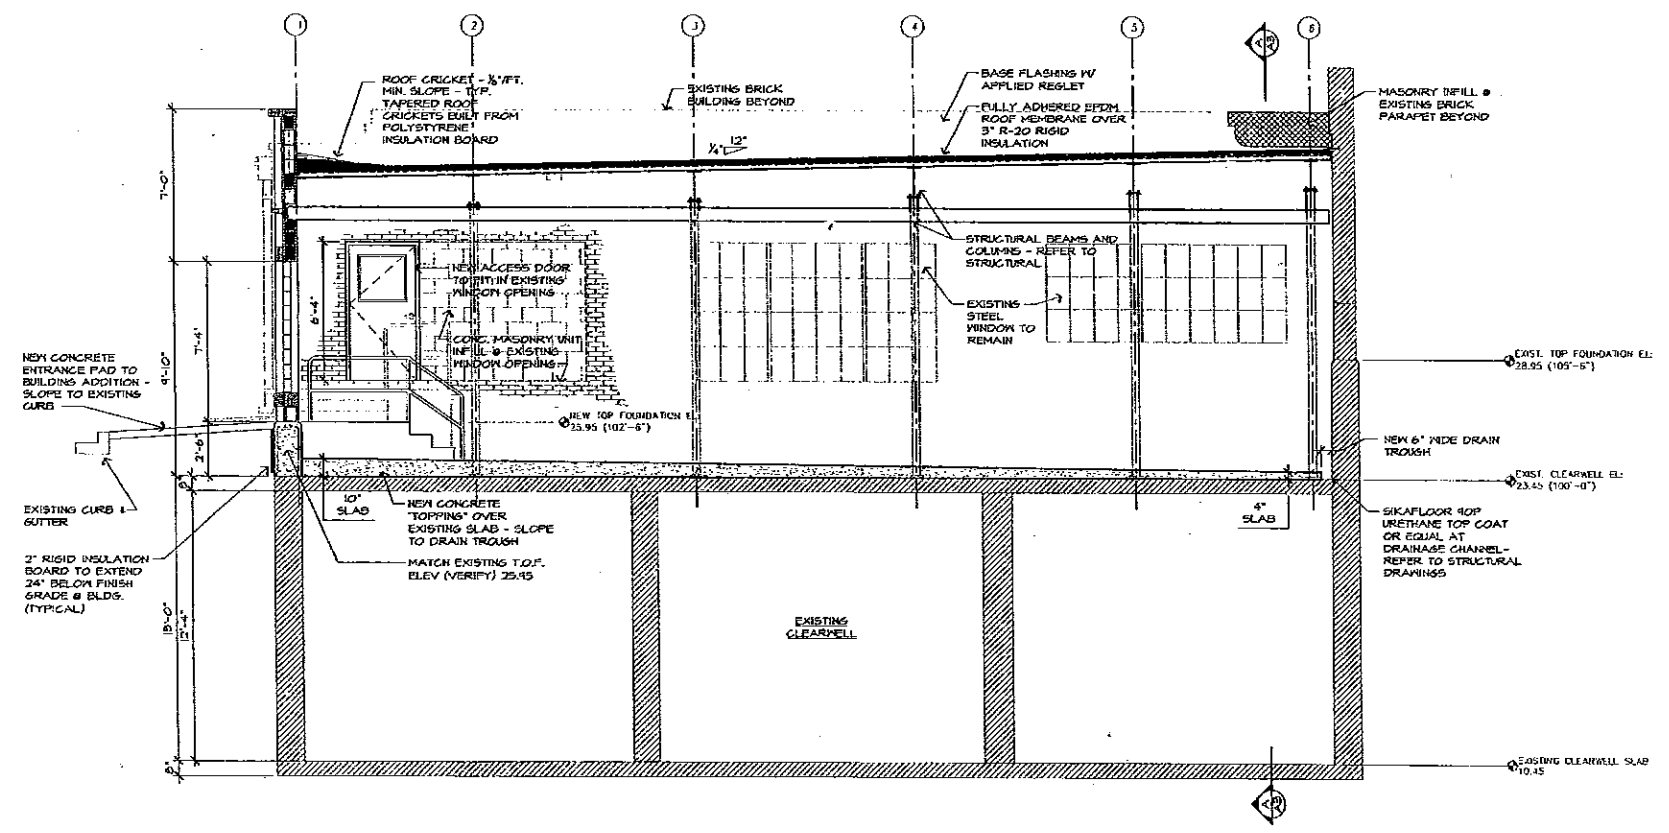 1
2
3
4
5
6
ROOF CRICKET - ⅛"/FT.
MIN. SLOPE - TYP.
TAPERED ROOF
CRICKETS BUILT FROM
POLYSTYRENE
INSULATION BOARD
EXISTING BRICK
BUILDING BEYOND
BASE FLASHING W/
APPLIED REGLET
FULLY ADHERED EPDM
ROOF MEMBRANE OVER
3" R-20 RIGID
INSULATION
MASONRY INFILL @
EXISTING BRICK
PARAPET BEYOND
12"
¼"
7'-0"
STRUCTURAL BEAMS AND
COLUMNS - REFER TO
STRUCTURAL
NEW ACCESS DOOR
TO FIT IN EXISTING
WINDOW OPENING
6'-4"
EXISTING
STEEL
WINDOW TO
REMAIN
CONC. MASONRY UNIT
INFILL @ EXISTING
WINDOW OPENING
7'-4"
9'-10"
NEW CONCRETE
ENTRANCE PAD TO
BUILDING ADDITION -
SLOPE TO EXISTING
CURB
EXIST. TOP FOUNDATION EL:
28.95 (105'-6")
NEW TOP FOUNDATION EL:
25.95 (102'-6")
2'-6"
NEW 6" WIDE DRAIN
TROUGH
EXIST. CLEARWELL EL:
23.45 (100'-0")
8"
10"
SLAB
NEW CONCRETE
"TOPPING" OVER
EXISTING SLAB - SLOPE
TO DRAIN TROUGH
4"
SLAB
EXISTING CURB &
GUTTER
SIKAFLOOR
URETHANE TOP COAT
OR EQUAL AT
DRAINAGE CHANNEL-
REFER TO STRUCTURAL
DRAWINGS
2" RIGID INSULATION
BOARD TO EXTEND
24" BELOW FINISH
GRADE @ BLDG.
(TYPICAL)
MATCH EXISTING T.O.F.
ELEV (VERIFY) 25.95
13'-0"
12'-4"
EXISTING
CLEARWELL
8"
EXISTING CLEARWELL SLAB
10.45